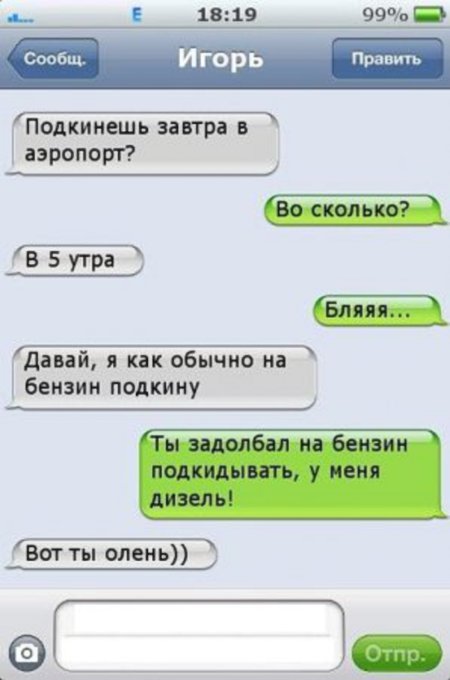 E 18:19 99%
Сообщ. Игорь Править
Подкинешь завтра в
аэропорт?
Во сколько?
В 5 утра
Бляяя...
Давай, я как обычно на
бензин подкину
Ты задолбал на бензин
подкидывать, у меня
дизель!
Вот ты олень))
Отпр.